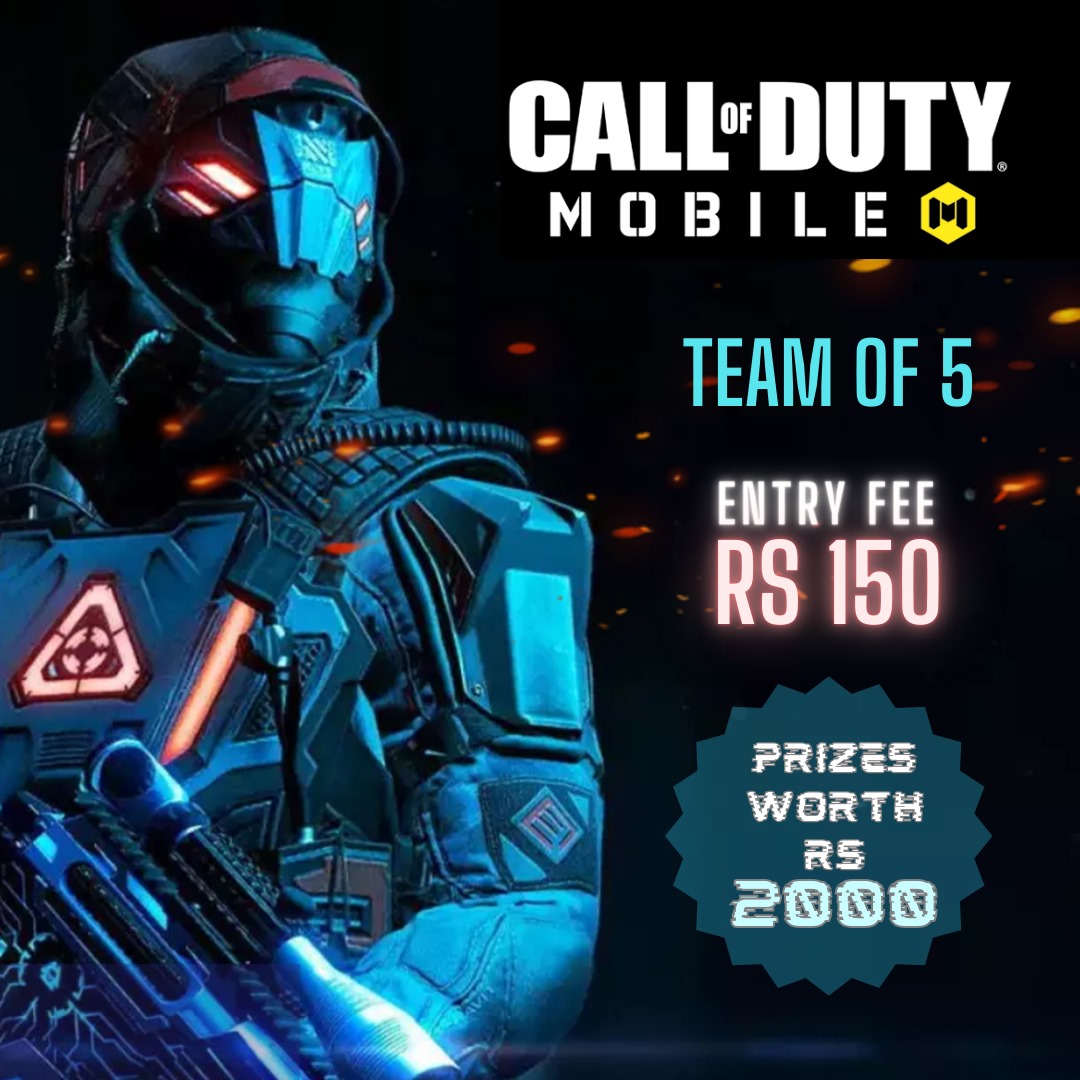 CALL OF DUTY®
MOBILE
TEAM OF 5
ENTRY FEE
RS 150
PRIZES
WORTH
RS
2000